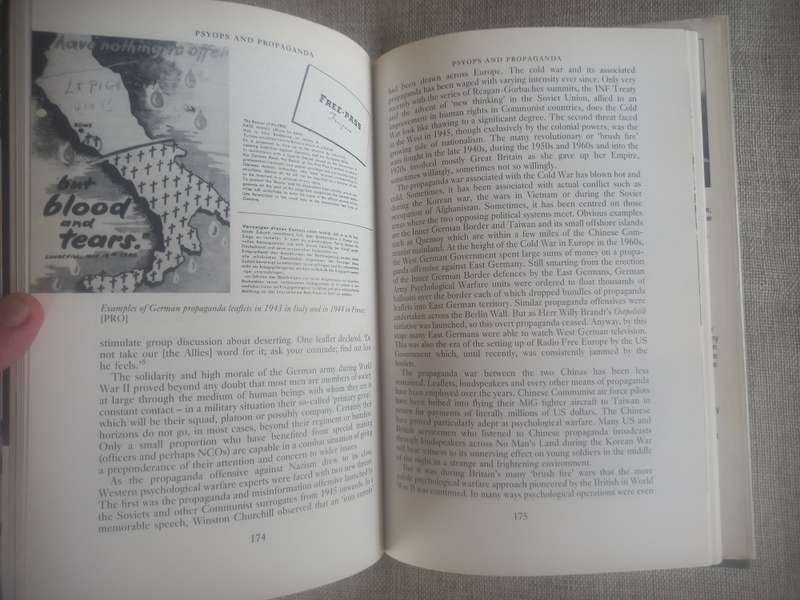 PSYOPS AND PROPAGANDA
have nothing to offer
ROME
but
blood
and
tears."
FREE-PASS
Examples of German propaganda leaflets in 1943 in Italy and in 1944 in France.
[PRO]
stimulate group discussion about deserting. One leaflet declared, 'Do
not take our [the Allies] word for it; ask your comrade; find out how
he feels.'
The solidarity and high morale of the German army during World
War II proved beyond any doubt that most men are members of society
at large through the medium of human beings with whom they are in
constant contact – in a military situation their so-called 'primary group'
which will be their squad, platoon or possibly company. Certainly their
horizons do not go, in most cases, beyond their regiment or battalion.
Only a small proportion who have benefited from special training
(officers and perhaps NCOs) are capable in a combat situation of giving
a preponderance of their attention and concern to wider issues.
As the propaganda offensive against Nazism drew to its close,
Western psychological warfare experts were faced with two new threats.
The first was the propaganda and misinformation offensive launched by
the Soviets and other Communist surrogates from 1945 onwards. In a
memorable speech, Winston Churchill observed that an 'iron curtain'
174
PSYOPS AND PROPAGANDA
had been drawn across Europe. The cold war and its associated
propaganda has been waged with varying intensity ever since. Only very
recently with the series of Reagan-Gorbachev summits, the INF Treaty
and the advent of 'new thinking' in the Soviet Union, allied to an
improvement in human rights in Communist countries, does the Cold
War look like thawing to a significant degree. The second threat faced
by the West in 1945, though exclusively by the colonial powers, was the
growing tide of nationalism. The many revolutionary or 'brush fire'
wars fought in the late 1940s, during the 1950s and 1960s and into the
1970s, involved mostly Great Britain as she gave up her Empire,
sometimes willingly, sometimes not so willingly.
The propaganda war associated with the Cold War has blown hot and
cold. Sometimes, it has been associated with actual conflict such as
during the Korean war, the wars in Vietnam or during the Soviet
occupation of Afghanistan. Sometimes, it has been centred on those
areas where the two opposing political systems meet. Obvious examples
are the Inner German Border and Taiwan and its small offshore islands
such as Quemoy which are within a few miles of the Chinese Com-
munist mainland. At the height of the Cold War in Europe in the 1960s,
the West German Government spent large sums of money on a propa-
ganda offensive against East Germany. Still smarting from the erection
of the Inner German Border defences by the East Germans, German
Army Psychological Warfare units were ordered to float thousands of
balloons over the border each of which dropped bundles of propaganda
leaflets into East German territory. Similar propaganda offensives were
undertaken across the Berlin Wall. But as Herr Willy Brandt's Ostpolitik
initiative was launched, so this overt propaganda ceased. Anyway, by this
stage many East Germans were able to watch West German television.
This was also the era of the setting up of Radio Free Europe by the US
Government which, until recently, was consistently jammed by the
Soviets.
The propaganda war between the two Chinas has been less
restrained. Leaflets, loudspeakers and every other means of propaganda
have been employed over the years. Chinese Communist air force pilots
have been bribed into flying their MiG fighter aircraft to Taiwan in
return for payments of literally millions of US dollars. The Chinese
have proved particularly adept at psychological warfare. Many US and
British servicemen who listened to Chinese propaganda broadcasts
through loudspeakers across No Man's Land during the Korean War
will bear witness to its unnerving effect on young soldiers in the middle
of the night in a strange and frightening environment.
But it was during Britain's many 'brush fire' wars that the more
subtle psychological warfare approach pioneered by the British in World
War II was continued. In many ways psychological operations were even
175